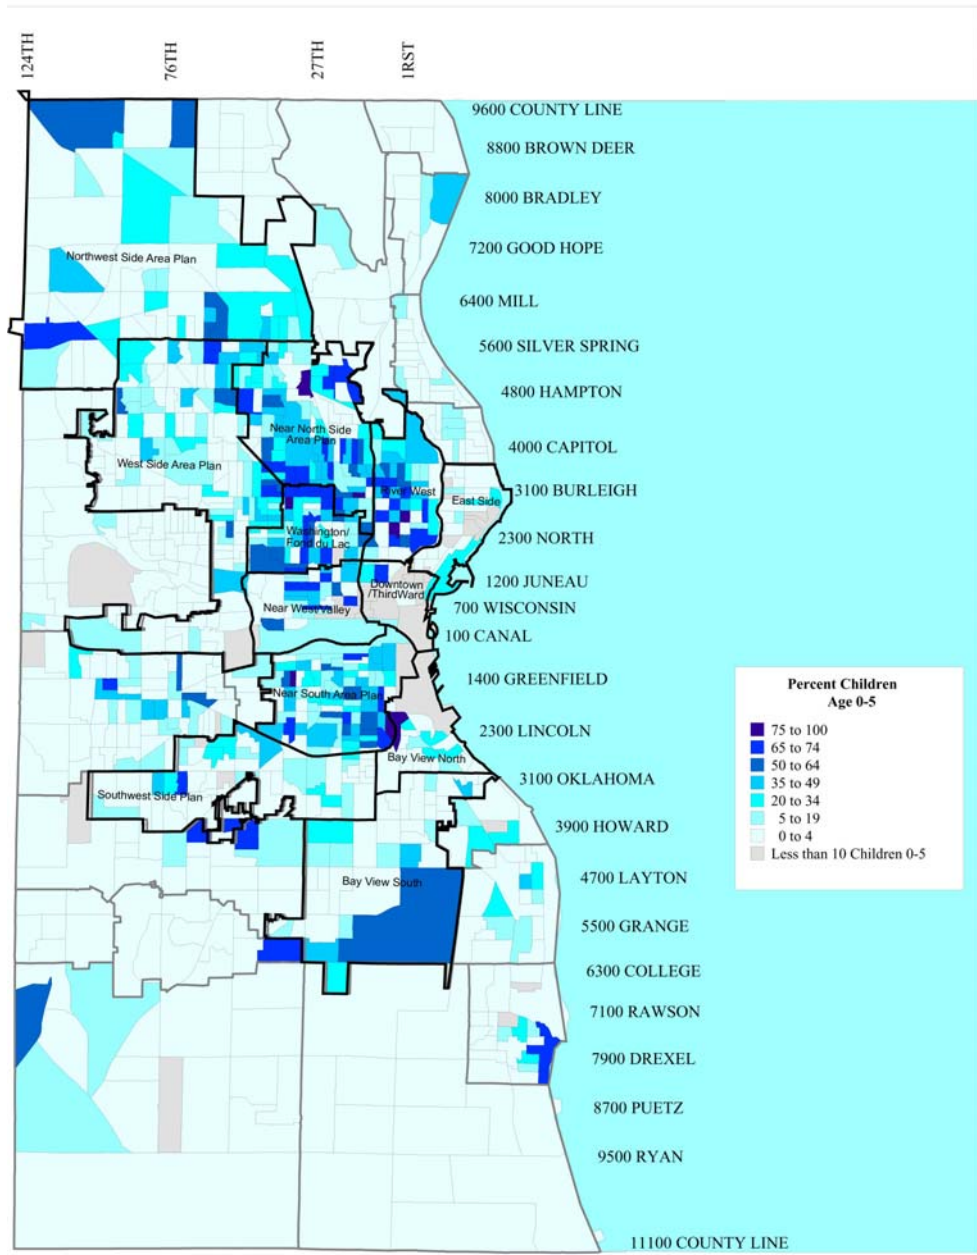 124TH
76TH
27TH
1RST
9600 COUNTY LINE
8800 BROWN DEER
8000 BRADLEY
7200 GOOD HOPE
Northwest Side Area Plan
6400 MILL
5600 SILVER SPRING
4800 HAMPTON
Near North Side
Area Plan
4000 CAPITOL
West Side Area Plan
3100 BURLEIGH
River West
East Side
Washington/
Fond du Lac
2300 NORTH
1200 JUNEAU
Downtown
/ThirdWard
Near West/Valley
700 WISCONSIN
100 CANAL
1400 GREENFIELD
Near South Area Plan
2300 LINCOLN
Bay View North
3100 OKLAHOMA
Southwest Side Plan
3900 HOWARD
4700 LAYTON
Bay View South
5500 GRANGE
6300 COLLEGE
7100 RAWSON
7900 DREXEL
8700 PUETZ
9500 RYAN
11100 COUNTY LINE
Percent Children
Age 0-5
75 to 100
65 to 74
50 to 64
35 to 49
20 to 34
5 to 19
0 to 4
Less than 10 Children 0-5